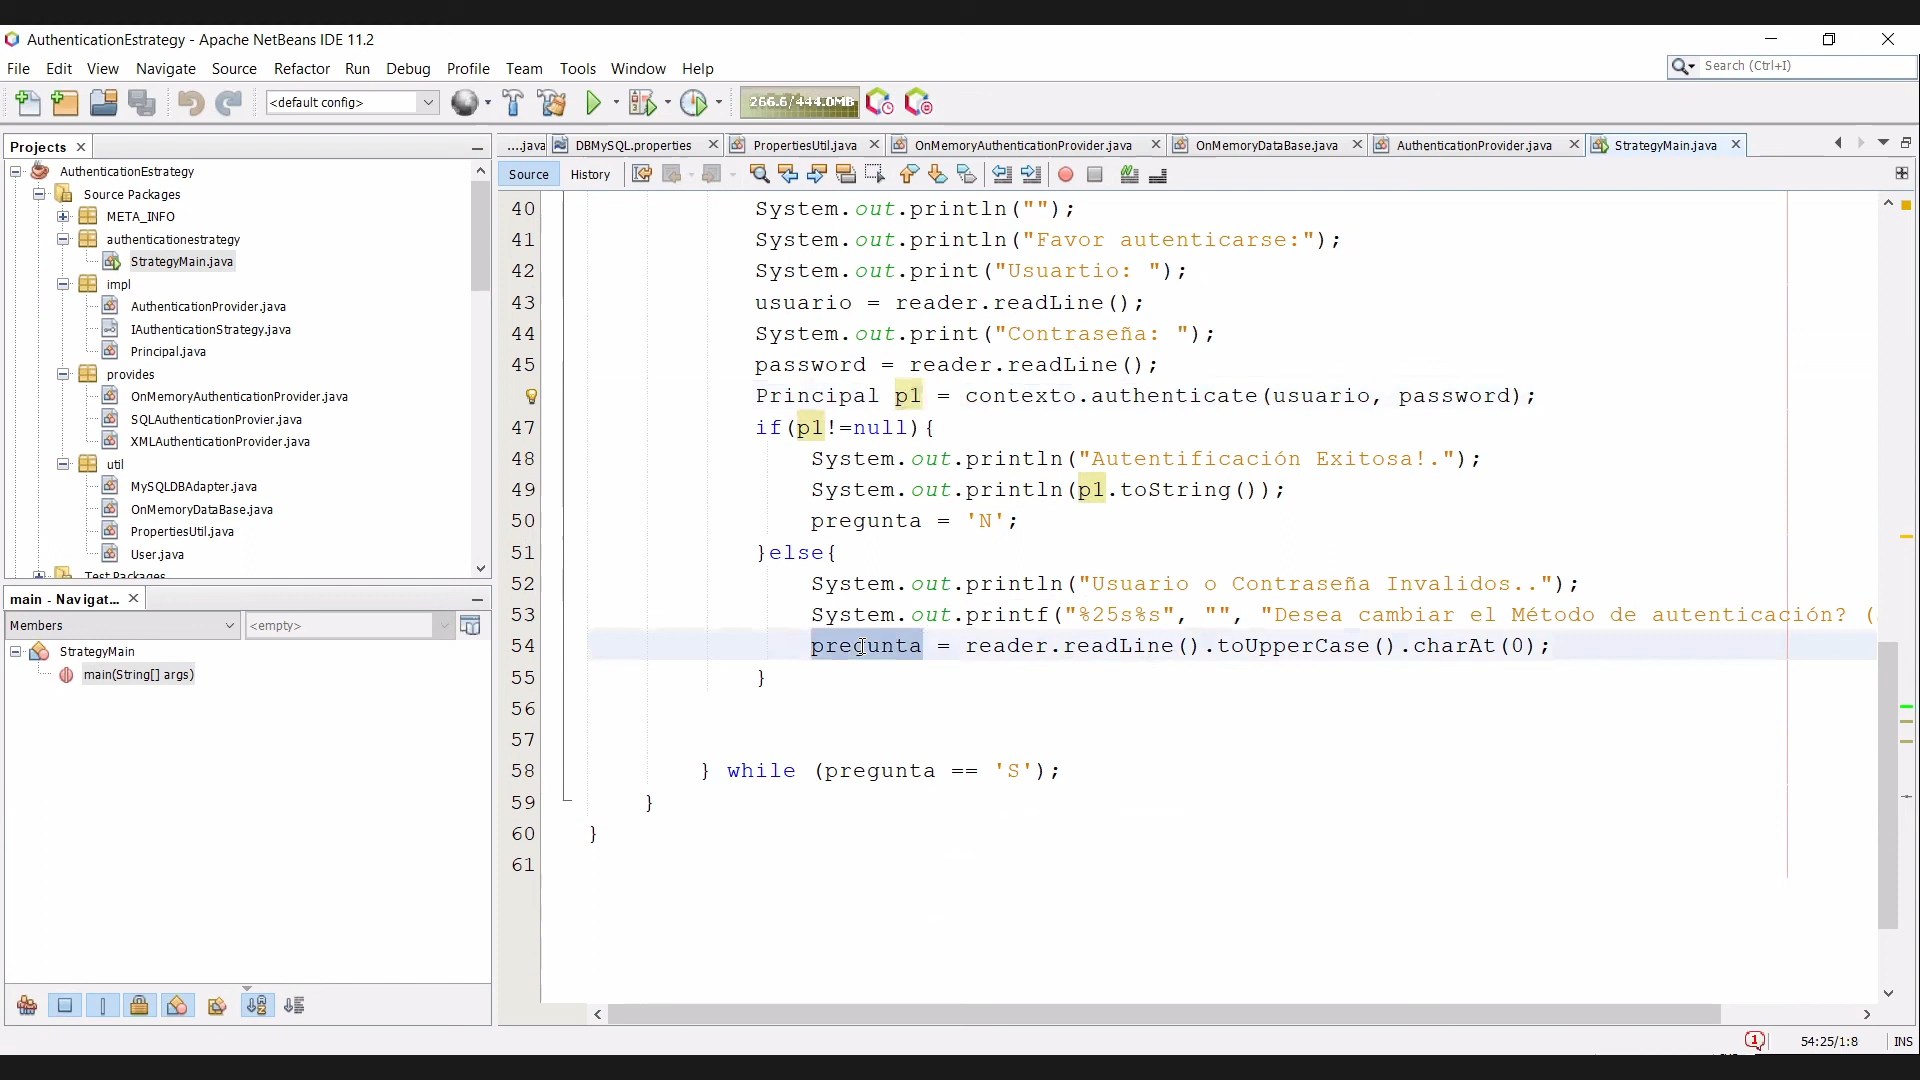 AuthenticationEstrategy - Apache NetBeans IDE 11.2
File Edit View Navigate Source Refactor Run Debug Profile Team Tools Window Help
Search (Ctrl+I)
<default config>
266.6/444.0MB
Projects
AuthenticationEstrategy
Source Packages
META_INFO
authenticationestrategy
StrategyMain.java
impl
AuthenticationProvider.java
IAuthenticationStrategy.java
Principal.java
provides
OnMemoryAuthenticationProvider.java
SQLAuthenticationProvier.java
XMLAuthenticationProvider.java
util
MySQLDBAdapter.java
OnMemoryDataBase.java
PropertiesUtil.java
User.java
Test Packages
main - Navigat...
Members
<empty>
StrategyMain
main(String[] args)
....java DBMySQL.properties PropertiesUtil.java OnMemoryAuthenticationProvider.java OnMemoryDataBase.java AuthenticationProvider.java StrategyMain.java
Source History
40 System.out.println("");
41 System.out.println("Favor autenticarse:");
42 System.out.print("Usuartio: ");
43 usuario = reader.readLine();
44 System.out.print("Contraseña: ");
45 password = reader.readLine();
Principal p1 = contexto.authenticate(usuario, password);
47 if(p1!=null){
48 System.out.println("Autentificación Exitosa!.");
49 System.out.println(p1.toString());
50 pregunta = 'N';
51 }else{
52 System.out.println("Usuario o Contraseña Invalidos..");
53 System.out.printf("%25s%s", "", "Desea cambiar el Método de autenticación? (
54 pregunta = reader.readLine().toUpperCase().charAt(0);
55 }
56
57
58 } while (pregunta == 'S');
59 }
60 }
61
1
54:25/1:8
INS